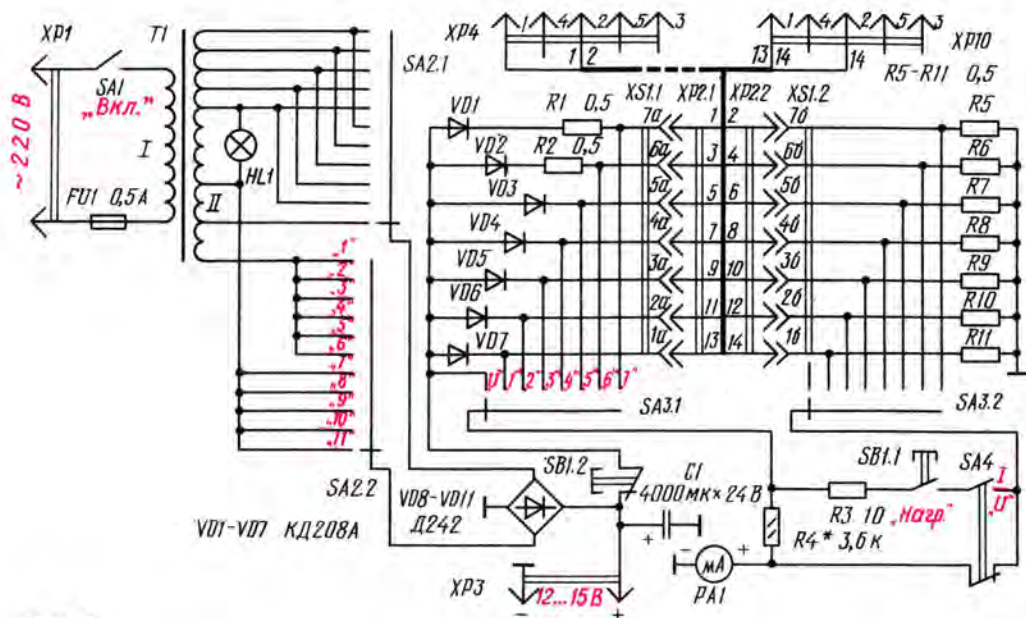 XP1
SA1
„Вкл.”
~220 В
FU1 0,5А
T1
I
II
HL1
SA2.1
„1”
„2”
„3”
„4”
„5”
„6”
„7”
„8”
„9”
„10”
„11”
SA2.2
VD1-VD7 КД208А
XP4
1 4 2 5 3
1 2
XP10
1 4 2 5 3
13 14 14
R5-R11 0,5
VD1 R1 0,5
VD2 R2 0,5
VD3
VD4
VD5
VD6
VD7
XS1.1 XP2.1 XP2.2 XS1.2
7а 1 2 7б R5
6а 3 4 6б R6
5а 5 6 5б R7
4а 7 8 4б R8
3а 9 10 3б R9
2а 11 12 2б R10
1а 13 14 1б R11
„U” „1” „2” „3” „4” „5” „6” „7”
SA3.1
SA3.2
SB1.2
C1
4000мк×24В
+
VD8-VD11
Д242
XP3
12...15В
- +
- мА +
PA1
R3 10
R4* 3,6к
SB1.1
„Нагр.”
SA4
I
„U”